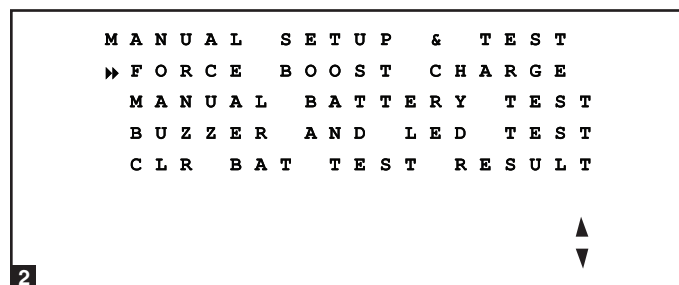 MANUAL SETUP & TEST
FORCE BOOST CHARGE
MANUAL BATTERY TEST
BUZZER AND LED TEST
CLR BAT TEST RESULT
2